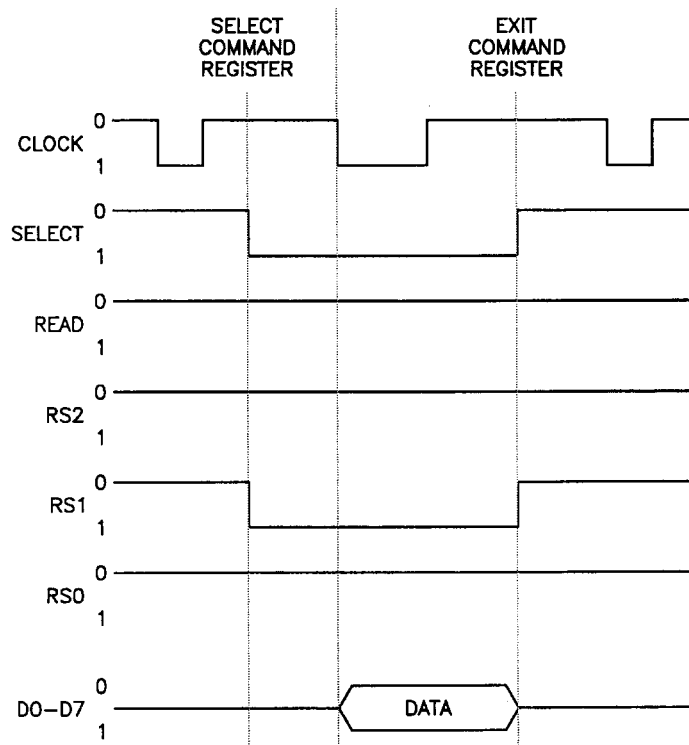 SELECT
COMMAND
REGISTER
EXIT
COMMAND
REGISTER
0
CLOCK
1
0
SELECT
1
0
READ
1
0
RS2
1
0
RS1
1
0
RS0
1
0
D0-D7
DATA
1